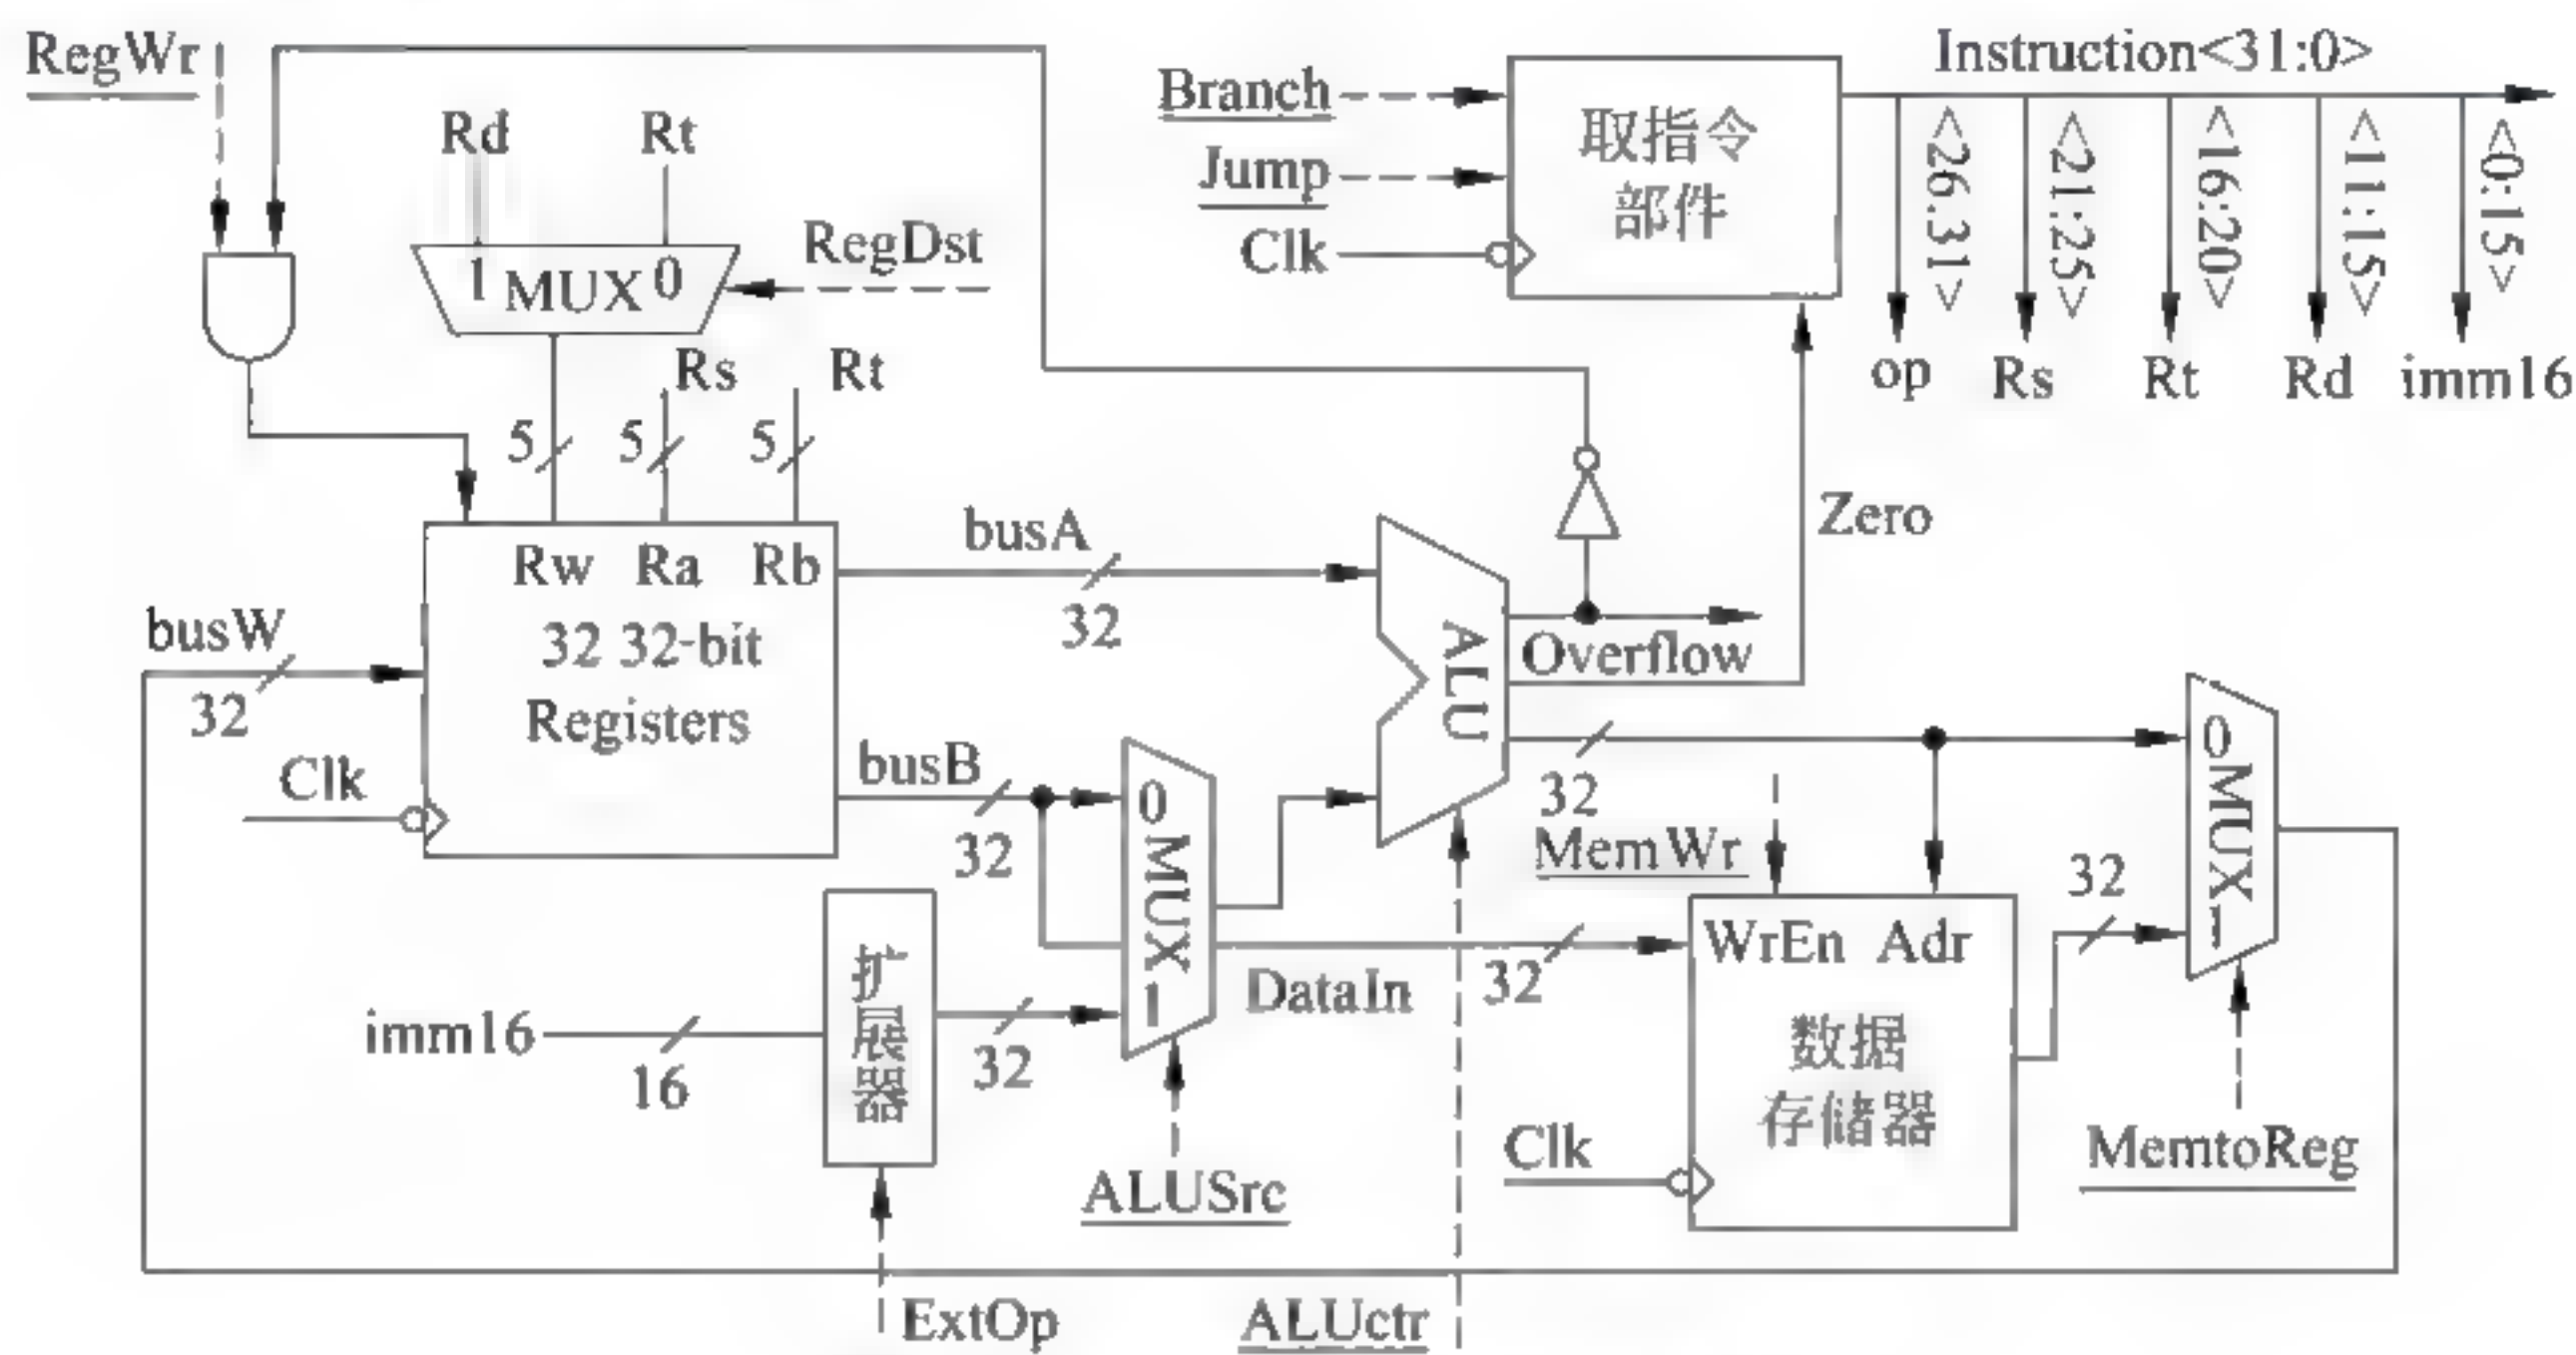 RegWr
Rd
Rt
1 MUX 0
RegDst
Branch
Jump
Clk
取指令
部件
Instruction<31:0>
<26.31>
<21:25>
<16:20>
<11:15>
<0:15>
op
Rs
Rt
Rd
imm16
Rs
Rt
5
5
5
Rw Ra Rb
32 32-bit
Registers
busW
32
Clk
busA
32
busB
32
0
MUX
1
ALU
Overflow
Zero
32
MemWr
WrEn Adr
数据
存储器
Clk
32
DataIn
32
0
MUX
1
MemtoReg
imm16
16
扩展器
32
ALUSrc
ExtOp
ALUctr